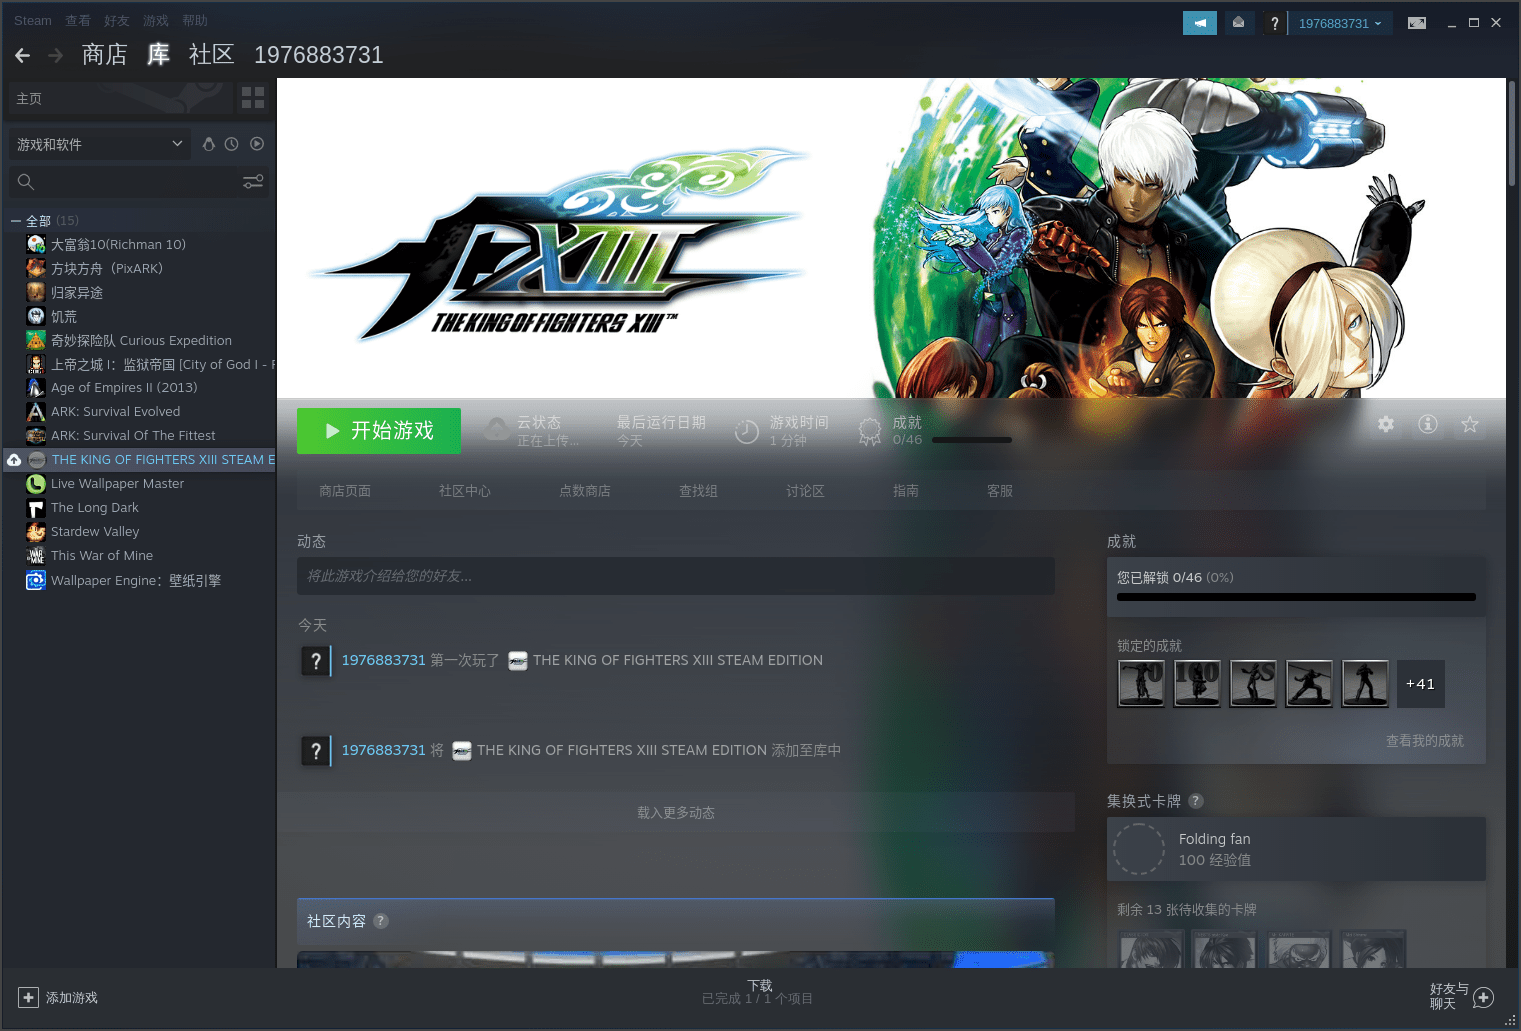 Steam 查看 好友 游戏 帮助
1976883731
商店 库 社区 1976883731
主页
游戏和软件
全部 (15)
大富翁10(Richman 10)
方块方舟（PixARK）
归家异途
饥荒
奇妙探险队 Curious Expedition
上帝之城 I：监狱帝国 [City of God I - P
Age of Empires II (2013)
ARK: Survival Evolved
ARK: Survival Of The Fittest
THE KING OF FIGHTERS XIII STEAM E
Live Wallpaper Master
The Long Dark
Stardew Valley
This War of Mine
Wallpaper Engine：壁纸引擎
XIII
THE KING OF FIGHTERS XIII™
开始游戏
云状态
正在上传...
最后运行日期
今天
游戏时间
1 分钟
成就
0/46
商店页面 社区中心 点数商店 查找组 讨论区 指南 客服
动态
将此游戏介绍给您的好友...
今天
1976883731 第一次玩了 THE KING OF FIGHTERS XIII STEAM EDITION
1976883731 将 THE KING OF FIGHTERS XIII STEAM EDITION 添加至库中
载入更多动态
社区内容 ?
成就
您已解锁 0/46 (0%)
锁定的成就
+41
查看我的成就
集换式卡牌 ?
Folding fan
100 经验值
剩余 13 张待收集的卡牌
添加游戏
下载
已完成 1 / 1 个项目
好友与
聊天